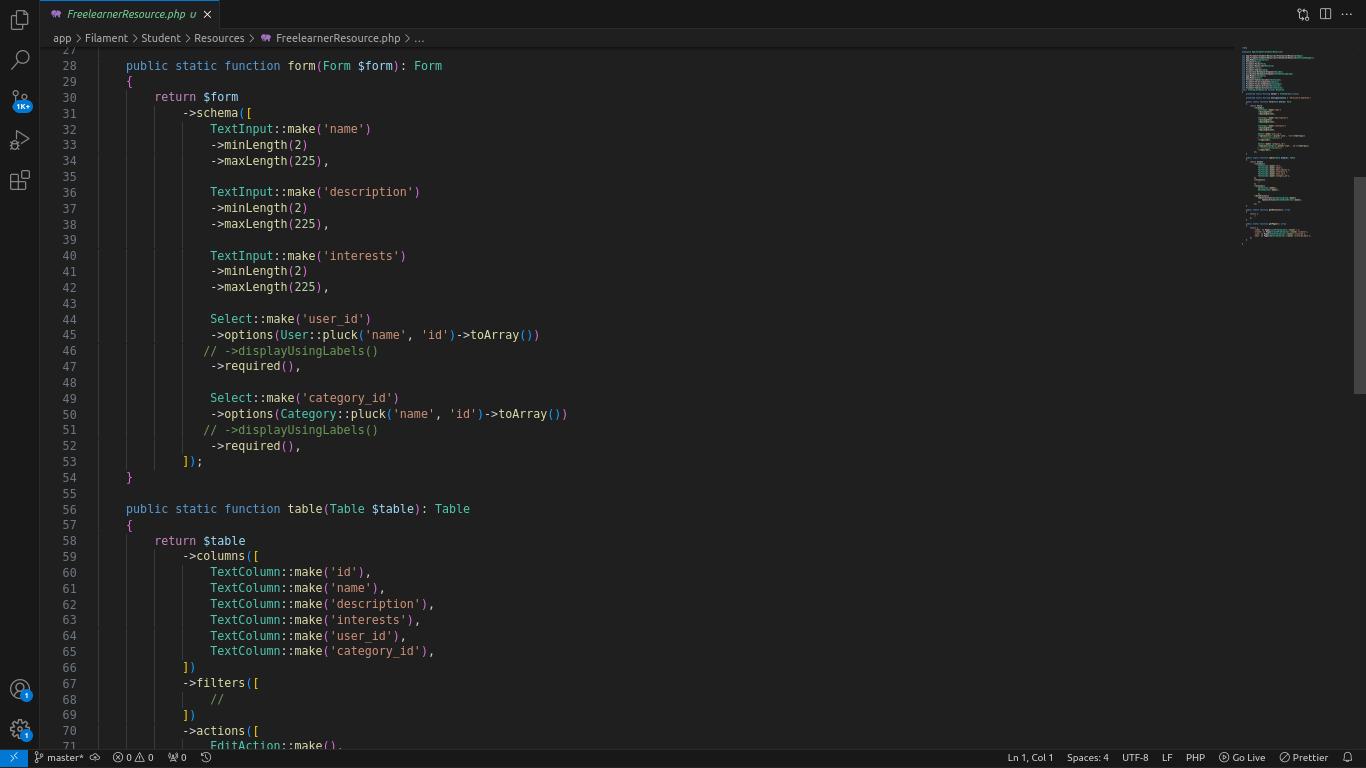 FreelearnerResource.php U
app > Filament > Student > Resources > FreelearnerResource.php > ...
27
28 public static function form(Form $form): Form
29 {
30 return $form
31 ->schema([
32 TextInput::make('name')
33 ->minLength(2)
34 ->maxLength(225),
35
36 TextInput::make('description')
37 ->minLength(2)
38 ->maxLength(225),
39
40 TextInput::make('interests')
41 ->minLength(2)
42 ->maxLength(225),
43
44 Select::make('user_id')
45 ->options(User::pluck('name', 'id')->toArray())
46 // ->displayUsingLabels()
47 ->required(),
48
49 Select::make('category_id')
50 ->options(Category::pluck('name', 'id')->toArray())
51 // ->displayUsingLabels()
52 ->required(),
53 ]);
54 }
55
56 public static function table(Table $table): Table
57 {
58 return $table
59 ->columns([
60 TextColumn::make('id'),
61 TextColumn::make('name'),
62 TextColumn::make('description'),
63 TextColumn::make('interests'),
64 TextColumn::make('user_id'),
65 TextColumn::make('category_id'),
66 ])
67 ->filters([
68 //
69 ])
70 ->actions([
71 EditAction::make(),
1K+
1
1
master* 0 0 0 Ln 1, Col 1 Spaces: 4 UTF-8 LF PHP Go Live Prettier